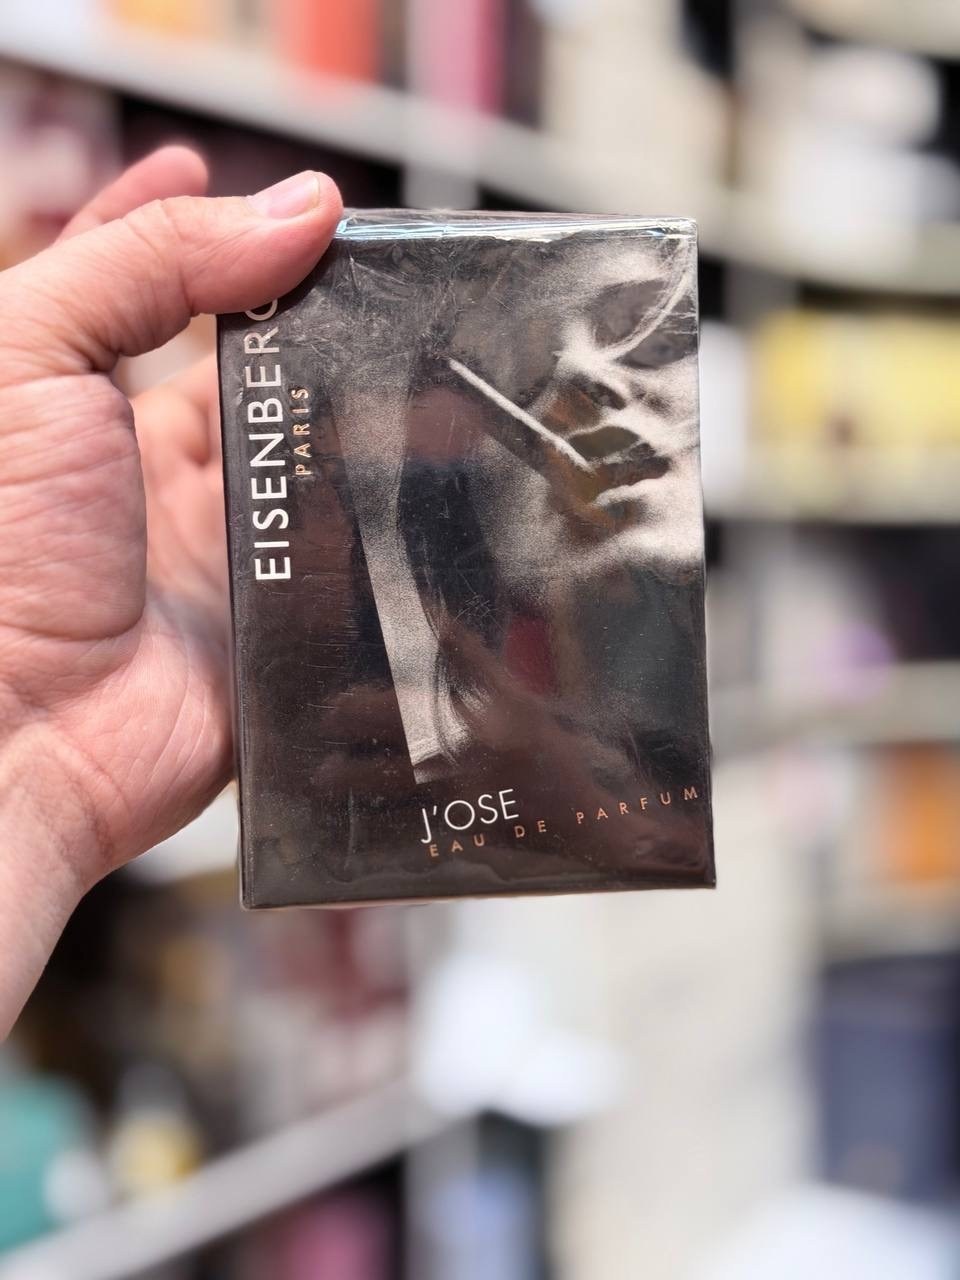 EISENBERG
PARIS
J'OSE
EAU DE PARFUM